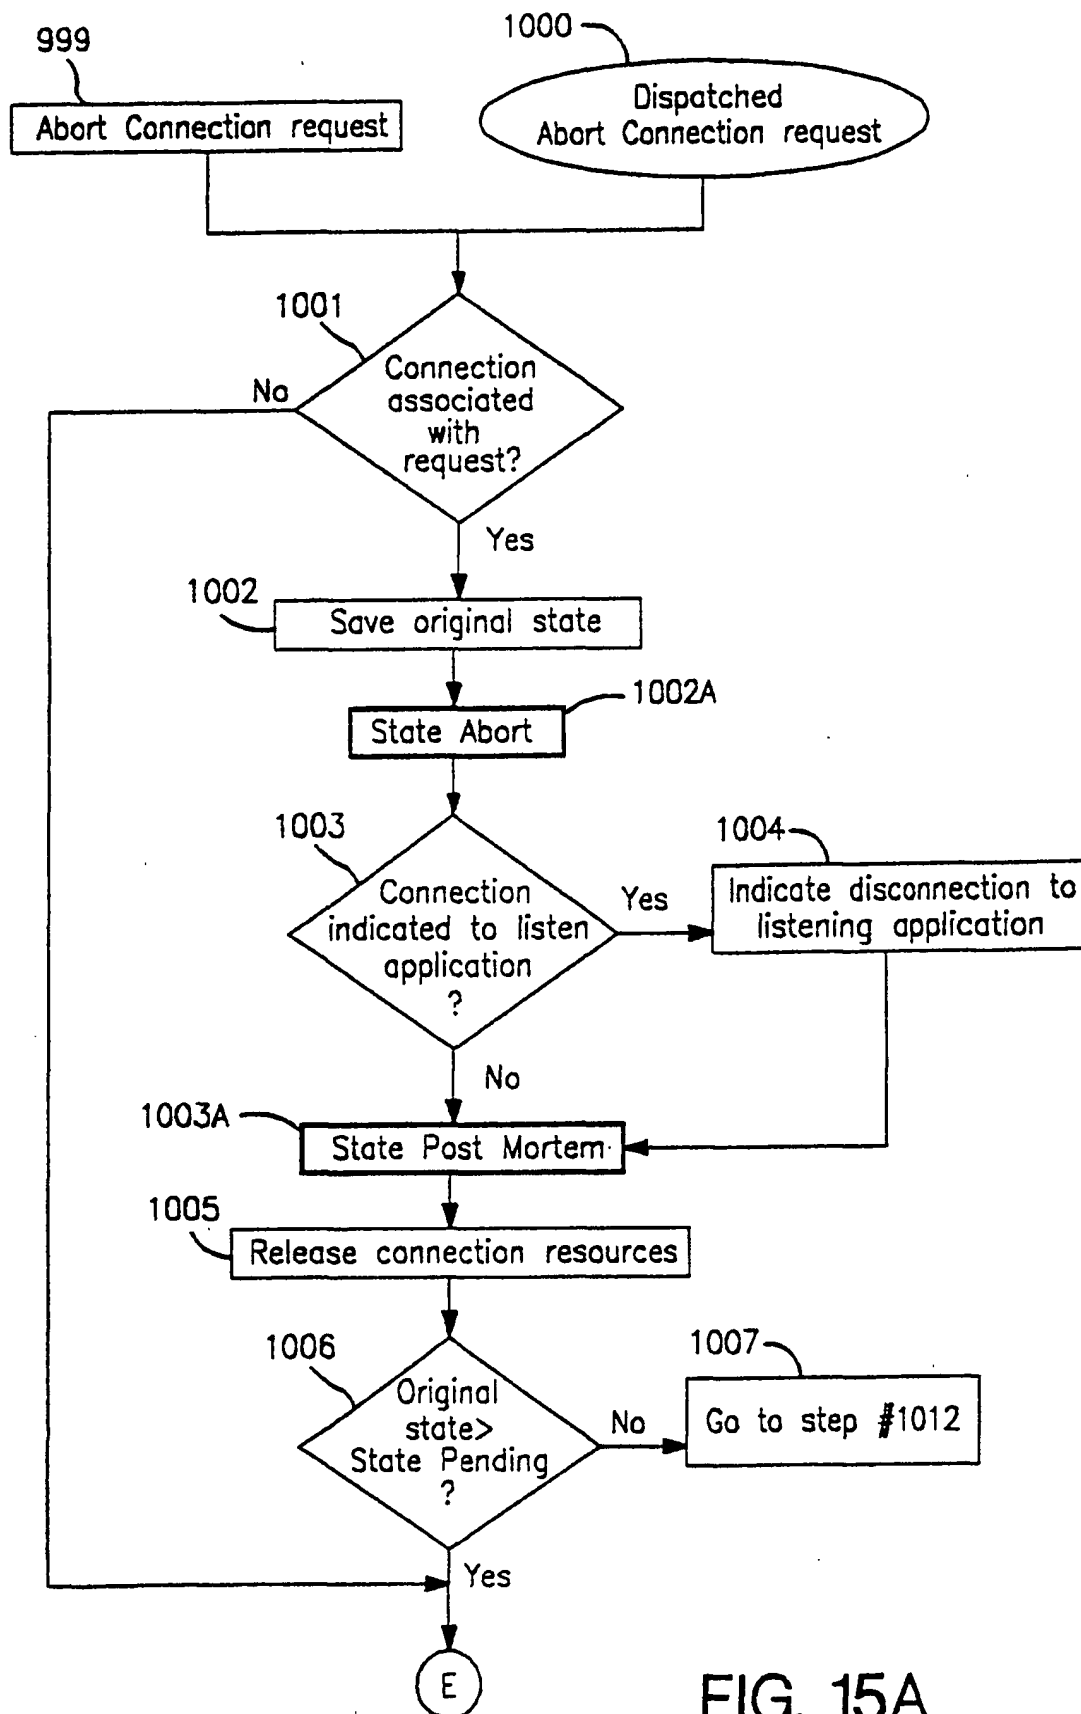 999
1000
Abort Connection request
Dispatched
Abort Connection request
1001
Connection
associated
with
request?
No
Yes
1002
Save original state
1002A
State Abort
1003
Connection
indicated to listen
application
?
Yes
1004
Indicate disconnection to
listening application
No
1003A
State Post Mortem
1005
Release connection resources
1006
Original
state>
State Pending
?
No
1007
Go to step #1012
Yes
E
FIG. 15A